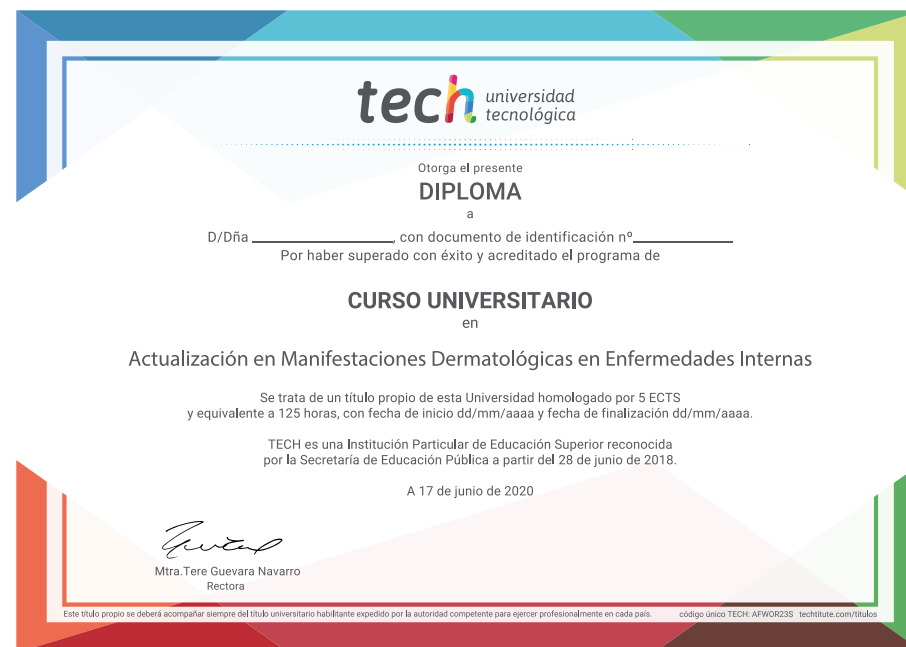 tech universidad
tecnológica
Otorga el presente
DIPLOMA
a
D/Dña ____________________, con documento de identificación nº______________
Por haber superado con éxito y acreditado el programa de
CURSO UNIVERSITARIO
en
Actualización en Manifestaciones Dermatológicas en Enfermedades Internas
Se trata de un título propio de esta Universidad homologado por 5 ECTS
y equivalente a 125 horas, con fecha de inicio dd/mm/aaaa y fecha de finalización dd/mm/aaaa.
TECH es una Institución Particular de Educación Superior reconocida
por la Secretaría de Educación Pública a partir del 28 de junio de 2018.
A 17 de junio de 2020
Mtra.Tere Guevara Navarro
Rectora
Este título propio se deberá acompañar siempre del título universitario habilitante expedido por la autoridad competente para ejercer profesionalmente en cada país. código único TECH: AFWOR23S techtitute.com/títulos